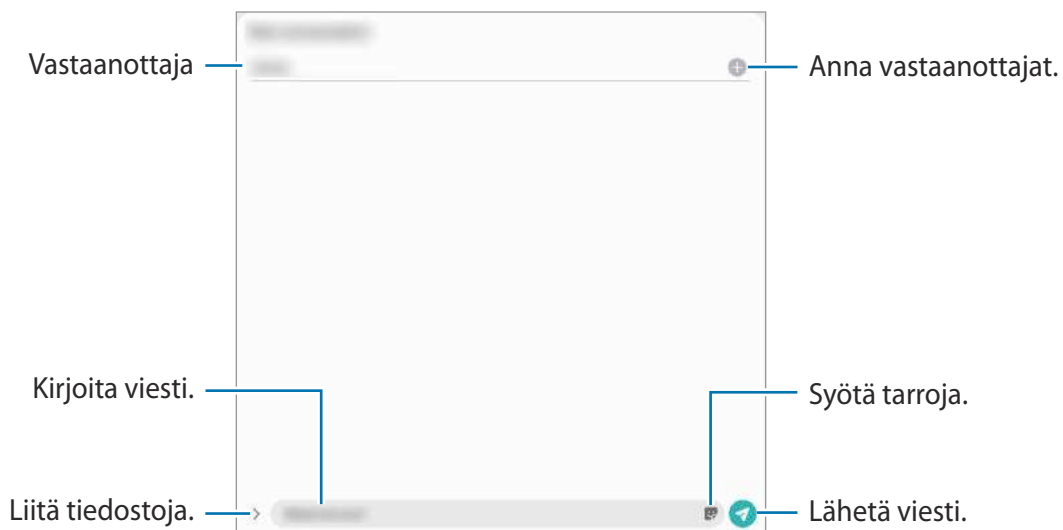 Vastaanottaja
Anna vastaanottajat.
Kirjoita viesti.
Syötä tarroja.
Liitä tiedostoja.
Lähetä viesti.